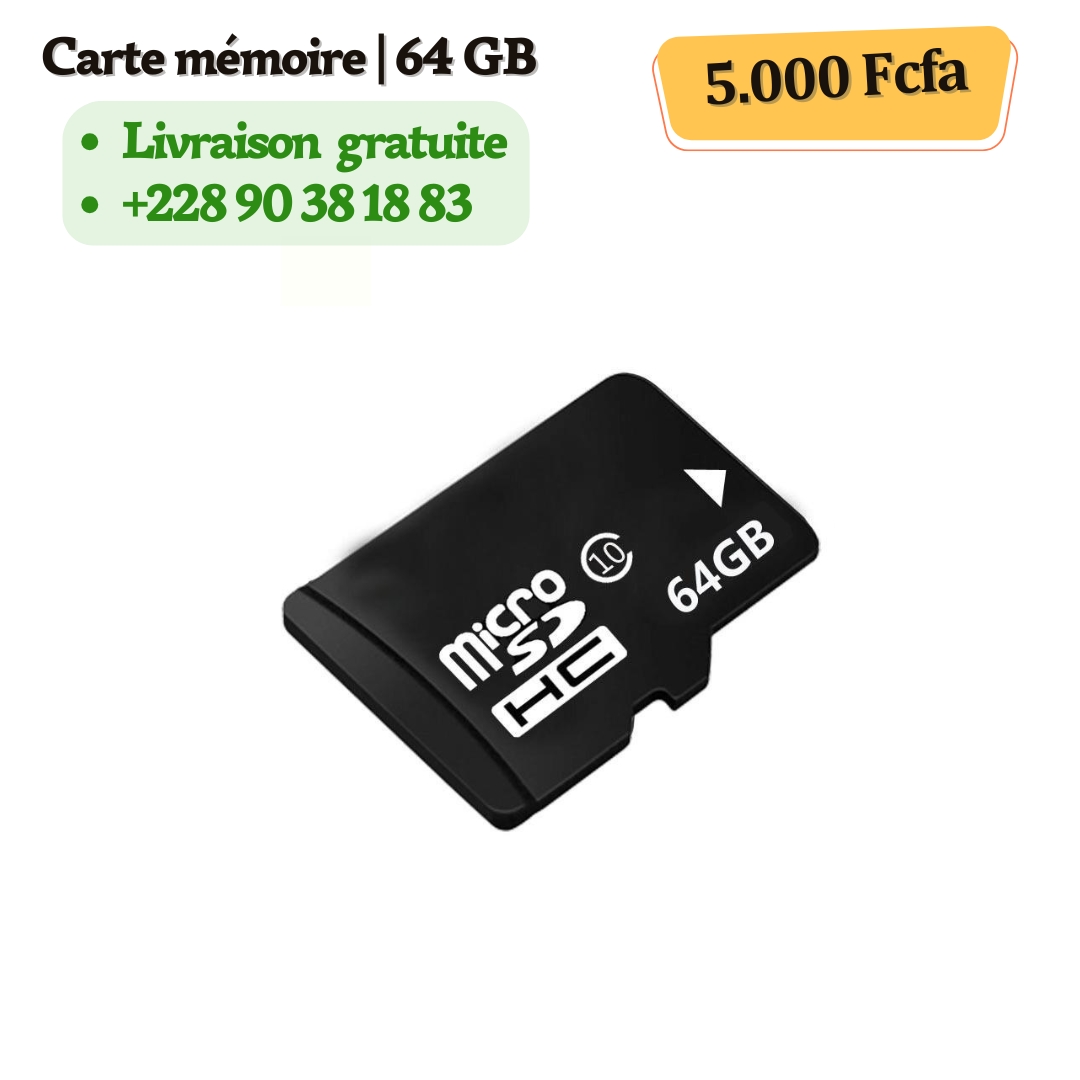 Carte mémoire | 64 GB
5.000 Fcfa
• Livraison gratuite
• +228 90 38 18 83
10
micro
SD
HC
64GB